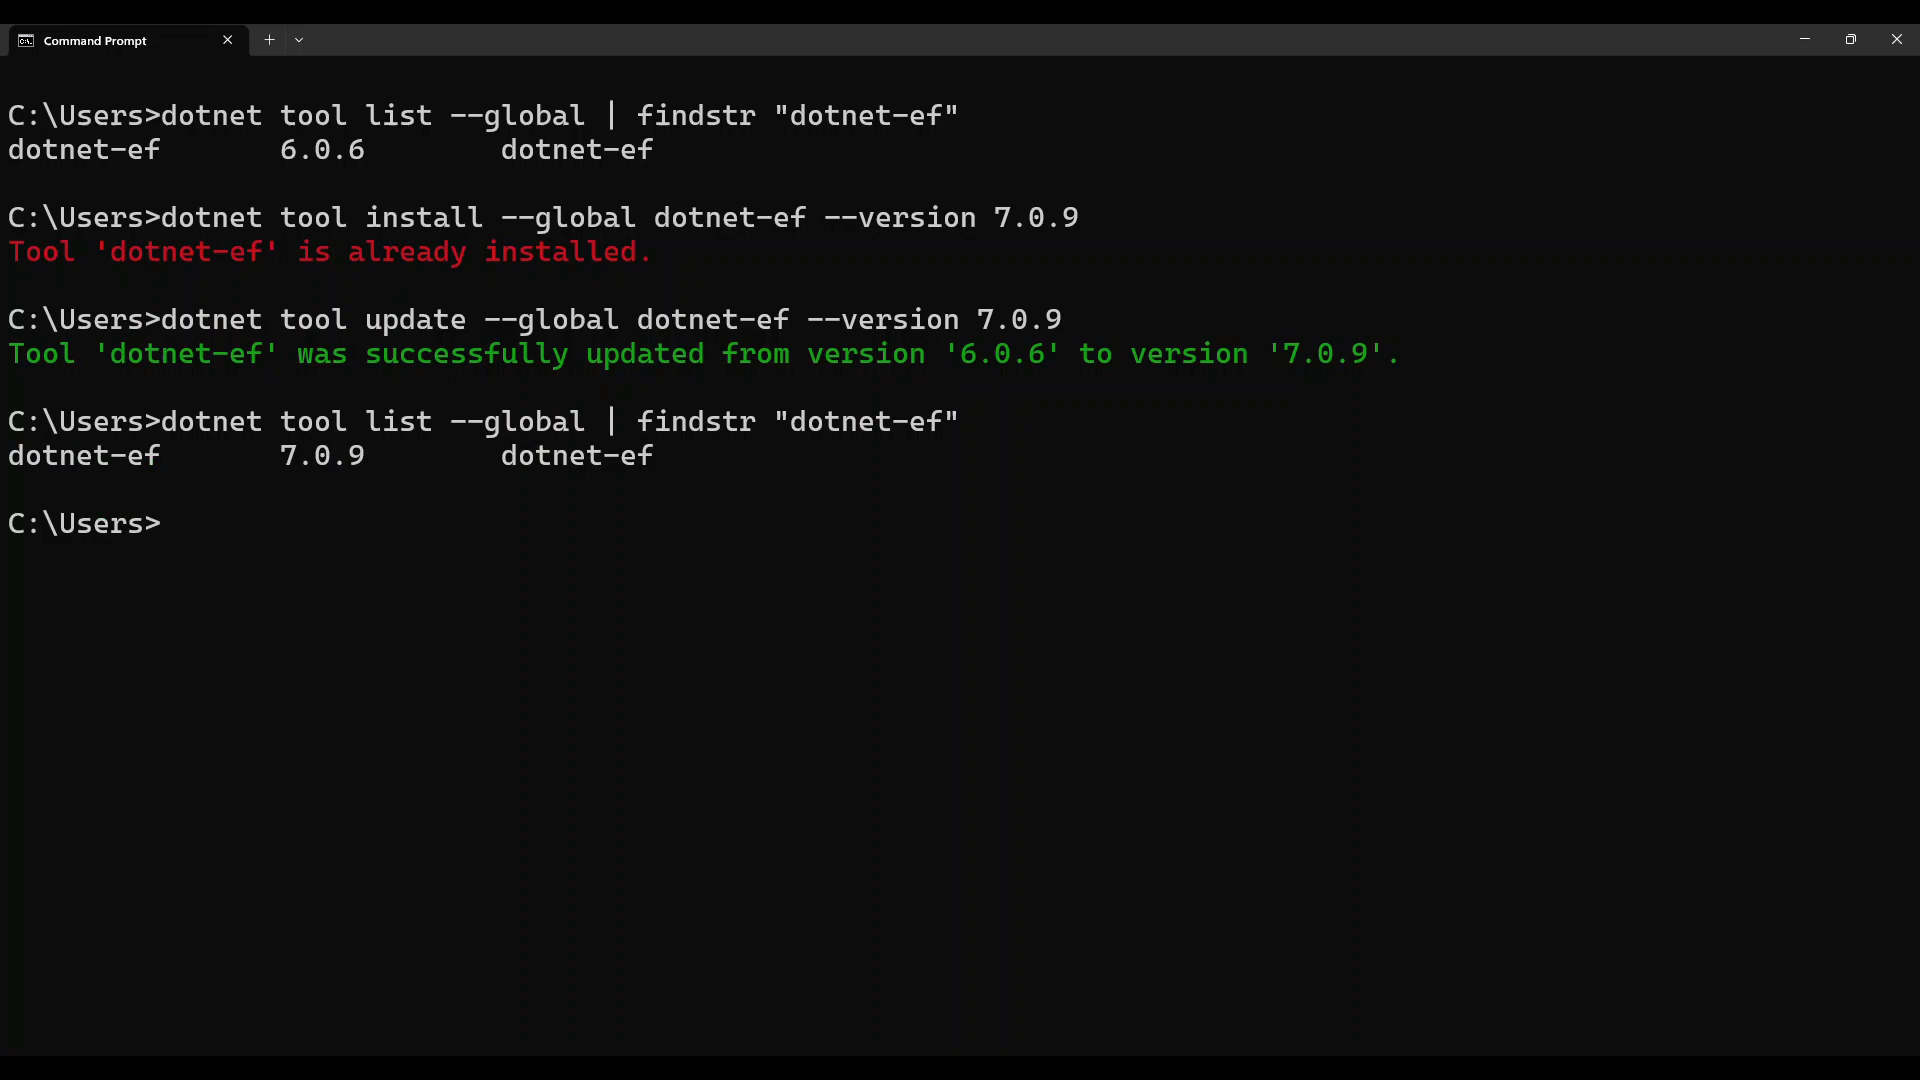 Command Prompt
C:\Users>dotnet tool list --global | findstr "dotnet-ef"
dotnet-ef       6.0.6        dotnet-ef
C:\Users>dotnet tool install --global dotnet-ef --version 7.0.9
Tool 'dotnet-ef' is already installed.
C:\Users>dotnet tool update --global dotnet-ef --version 7.0.9
Tool 'dotnet-ef' was successfully updated from version '6.0.6' to version '7.0.9'.
C:\Users>dotnet tool list --global | findstr "dotnet-ef"
dotnet-ef       7.0.9        dotnet-ef
C:\Users>